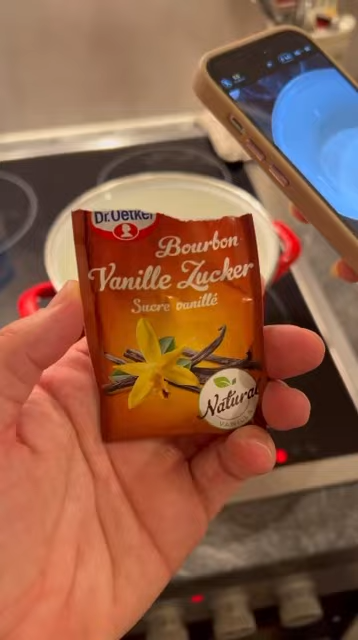 Dr.Oetker
Bourbon
Vanille Zucker
Sucre vanillé
Natural